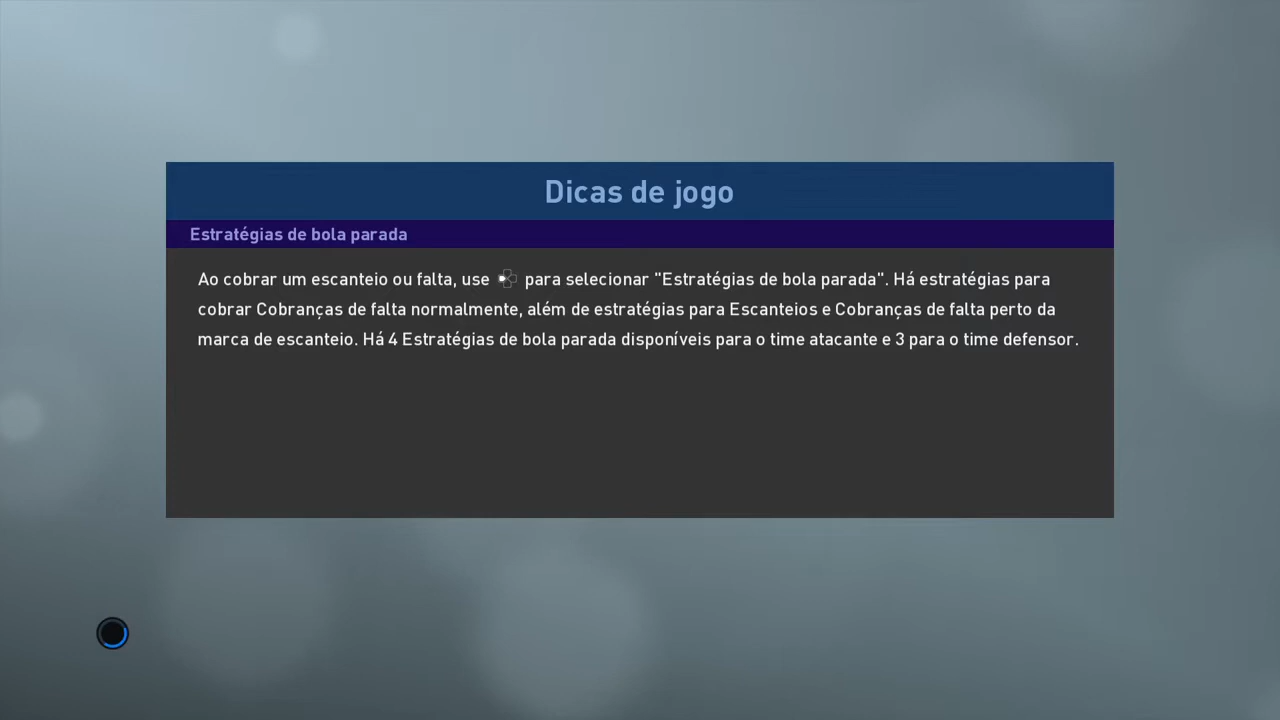 Dicas de jogo
Estratégias de bola parada
Ao cobrar um escanteio ou falta, use para selecionar "Estratégias de bola parada". Há estratégias para
cobrar Cobranças de falta normalmente, além de estratégias para Escanteios e Cobranças de falta perto da
marca de escanteio. Há 4 Estratégias de bola parada disponíveis para o time atacante e 3 para o time defensor.